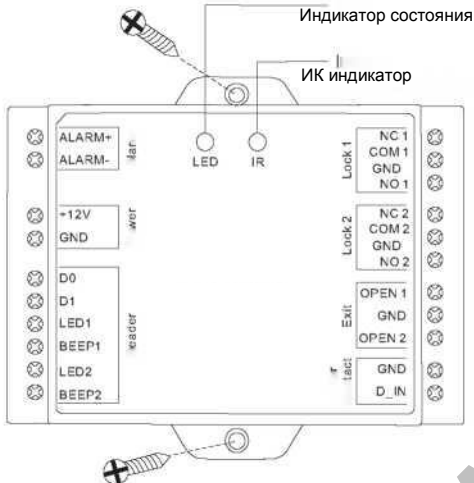 Индикатор состояния
ИК индикатор
LED
IR
ALARM+
ALARM-
+12V
GND
D0
D1
LED1
BEEP1
LED2
BEEP2
Lock 1
NC 1
COM 1
GND
NO 1
Lock 2
NC 2
COM 2
GND
NO 2
Exit
OPEN 1
GND
OPEN 2
GND
D_IN